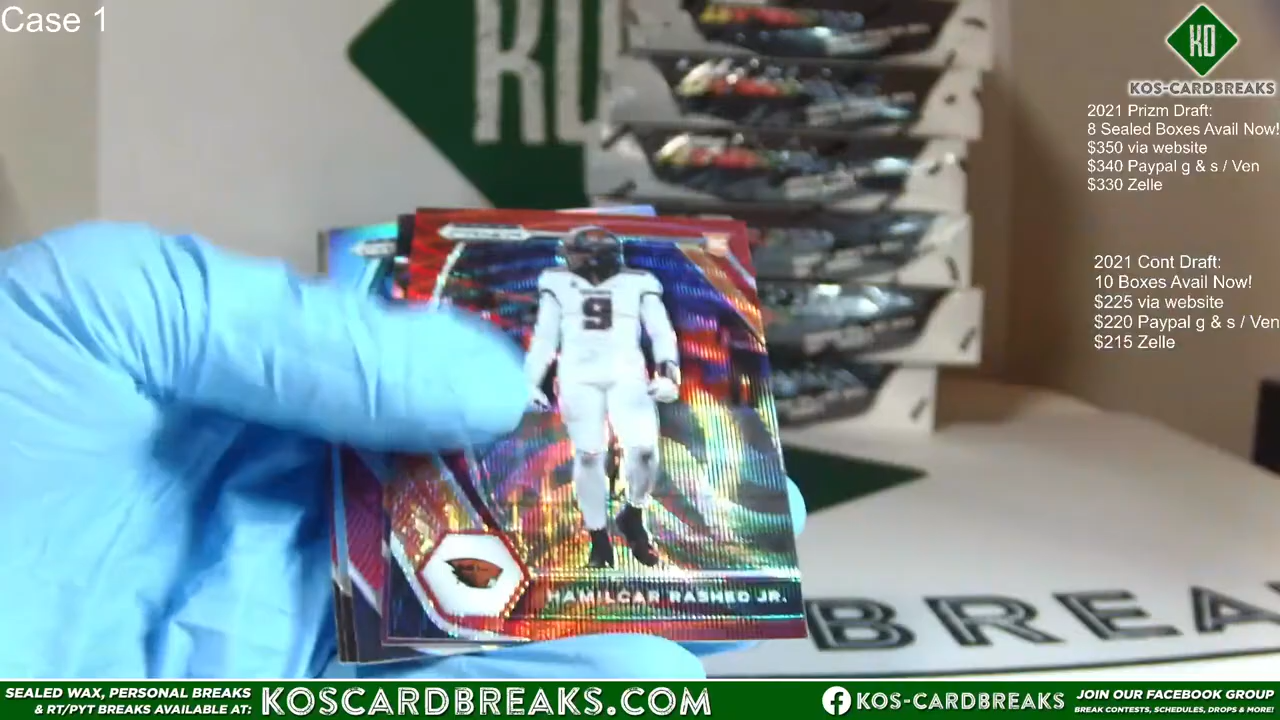 Case 1
KO
KO
KOS-CARDBREAKS
2021 Prizm Draft:
8 Sealed Boxes Avail Now!
$350 via website
$340 Paypal g & s / Ven
$330 Zelle
2021 Cont Draft:
10 Boxes Avail Now!
$225 via website
$220 Paypal g & s / Ven
$215 Zelle
9
HAMILCAR RASHED JR.
BREA
SEALED WAX, PERSONAL BREAKS
& RT/PYT BREAKS AVAILABLE AT:
KOSCARDBREAKS.COM
KOS-CARDBREAKS
JOIN OUR FACEBOOK GROUP
BREAK CONTESTS, SCHEDULES, DROPS & MORE!